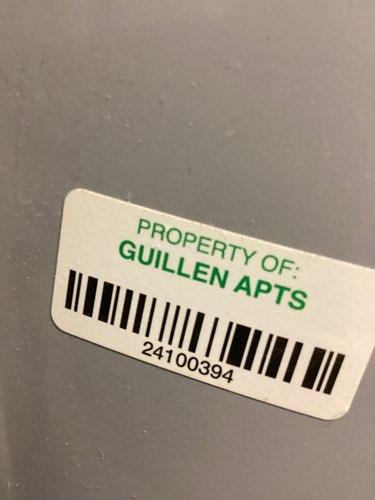 PROPERTY OF:
GUILLEN APTS
24100394